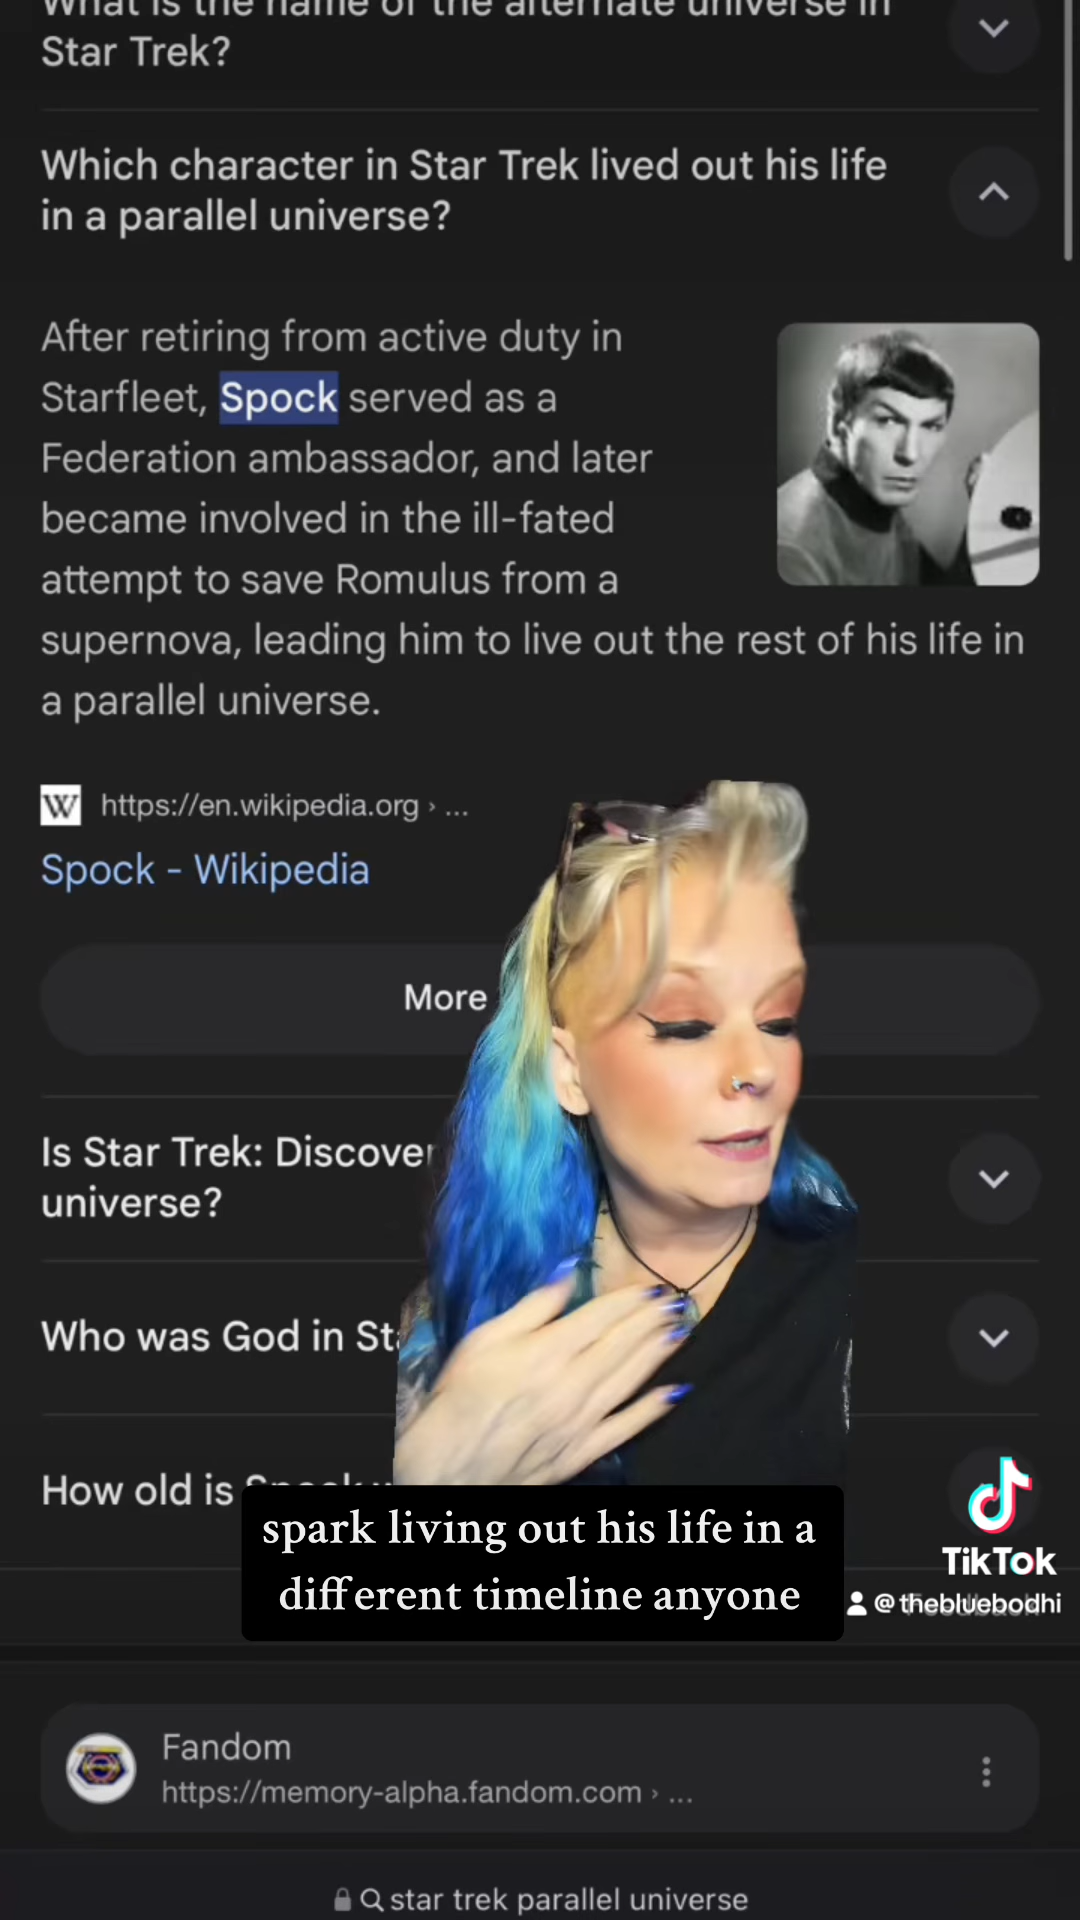 What is the name of the alternate universe in
Star Trek?
Which character in Star Trek lived out his life
in a parallel universe?
After retiring from active duty in
Starfleet, Spock served as a
Federation ambassador, and later
became involved in the ill-fated
attempt to save Romulus from a
supernova, leading him to live out the rest of his life in
a parallel universe.
W https://en.wikipedia.org › ...
Spock - Wikipedia
More
Is Star Trek: Discover
universe?
Who was God in St
How old is Spock
spark living out his life in a
different timeline anyone
TikTok
@thebluebodhi
Fandom
https://memory-alpha.fandom.com › ...
star trek parallel universe